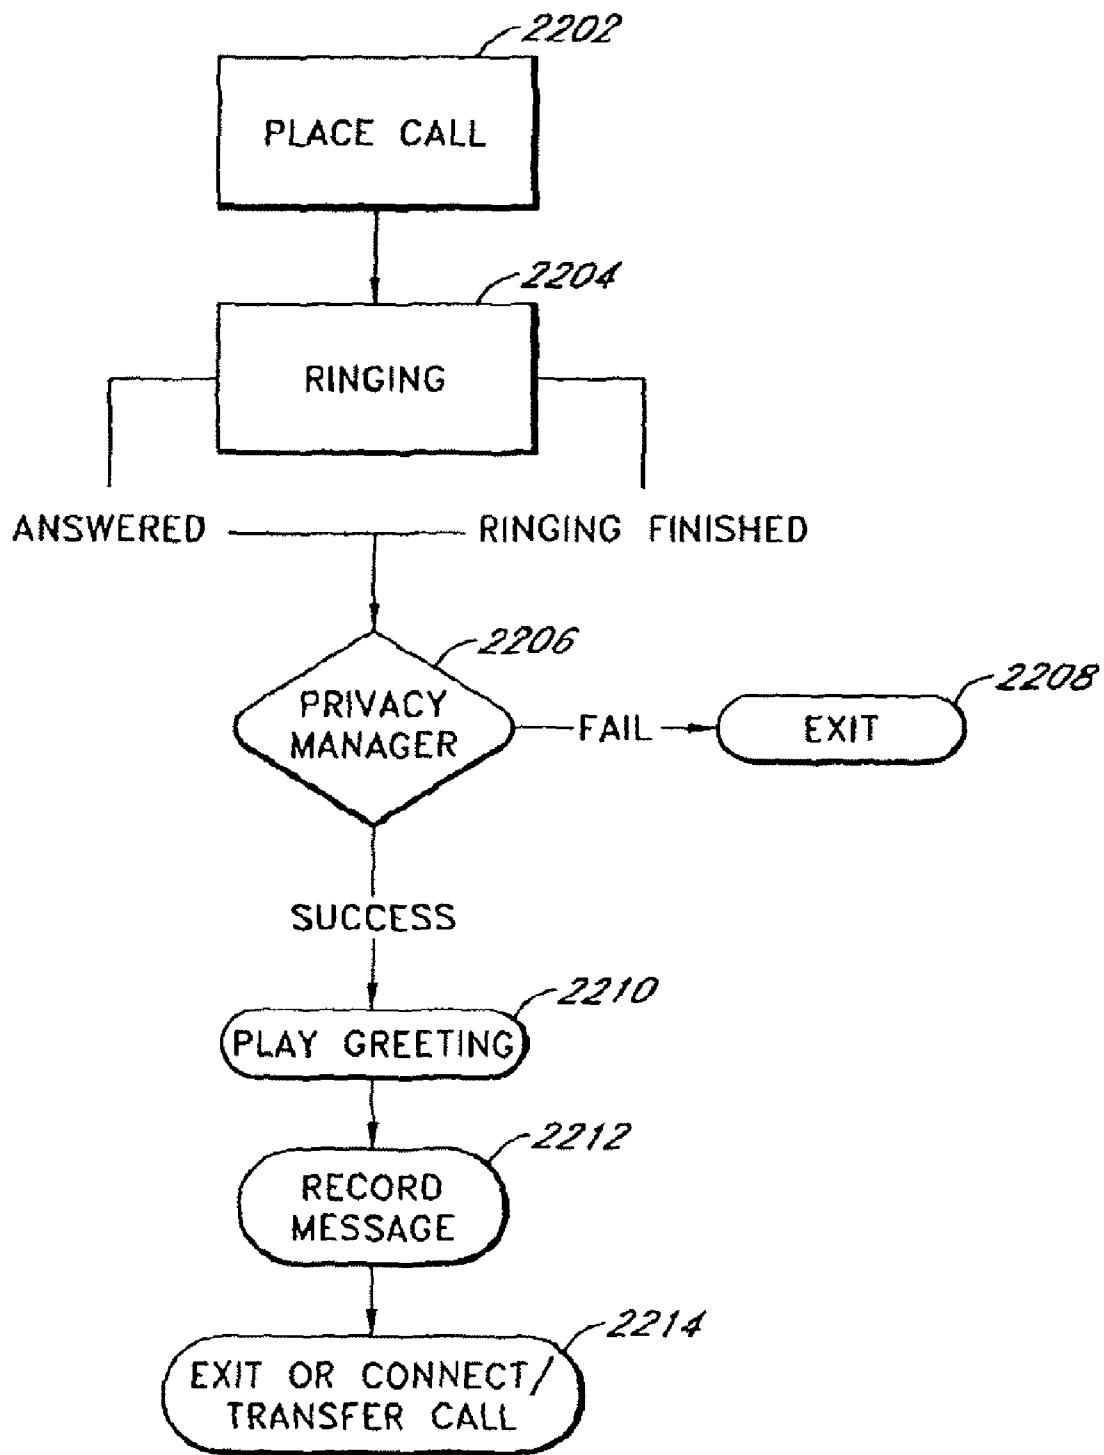 2202
PLACE CALL
2204
RINGING
ANSWERED
RINGING FINISHED
2206
PRIVACY
MANAGER
FAIL
2208
EXIT
SUCCESS
2210
PLAY GREETING
2212
RECORD
MESSAGE
2214
EXIT OR CONNECT/
TRANSFER CALL